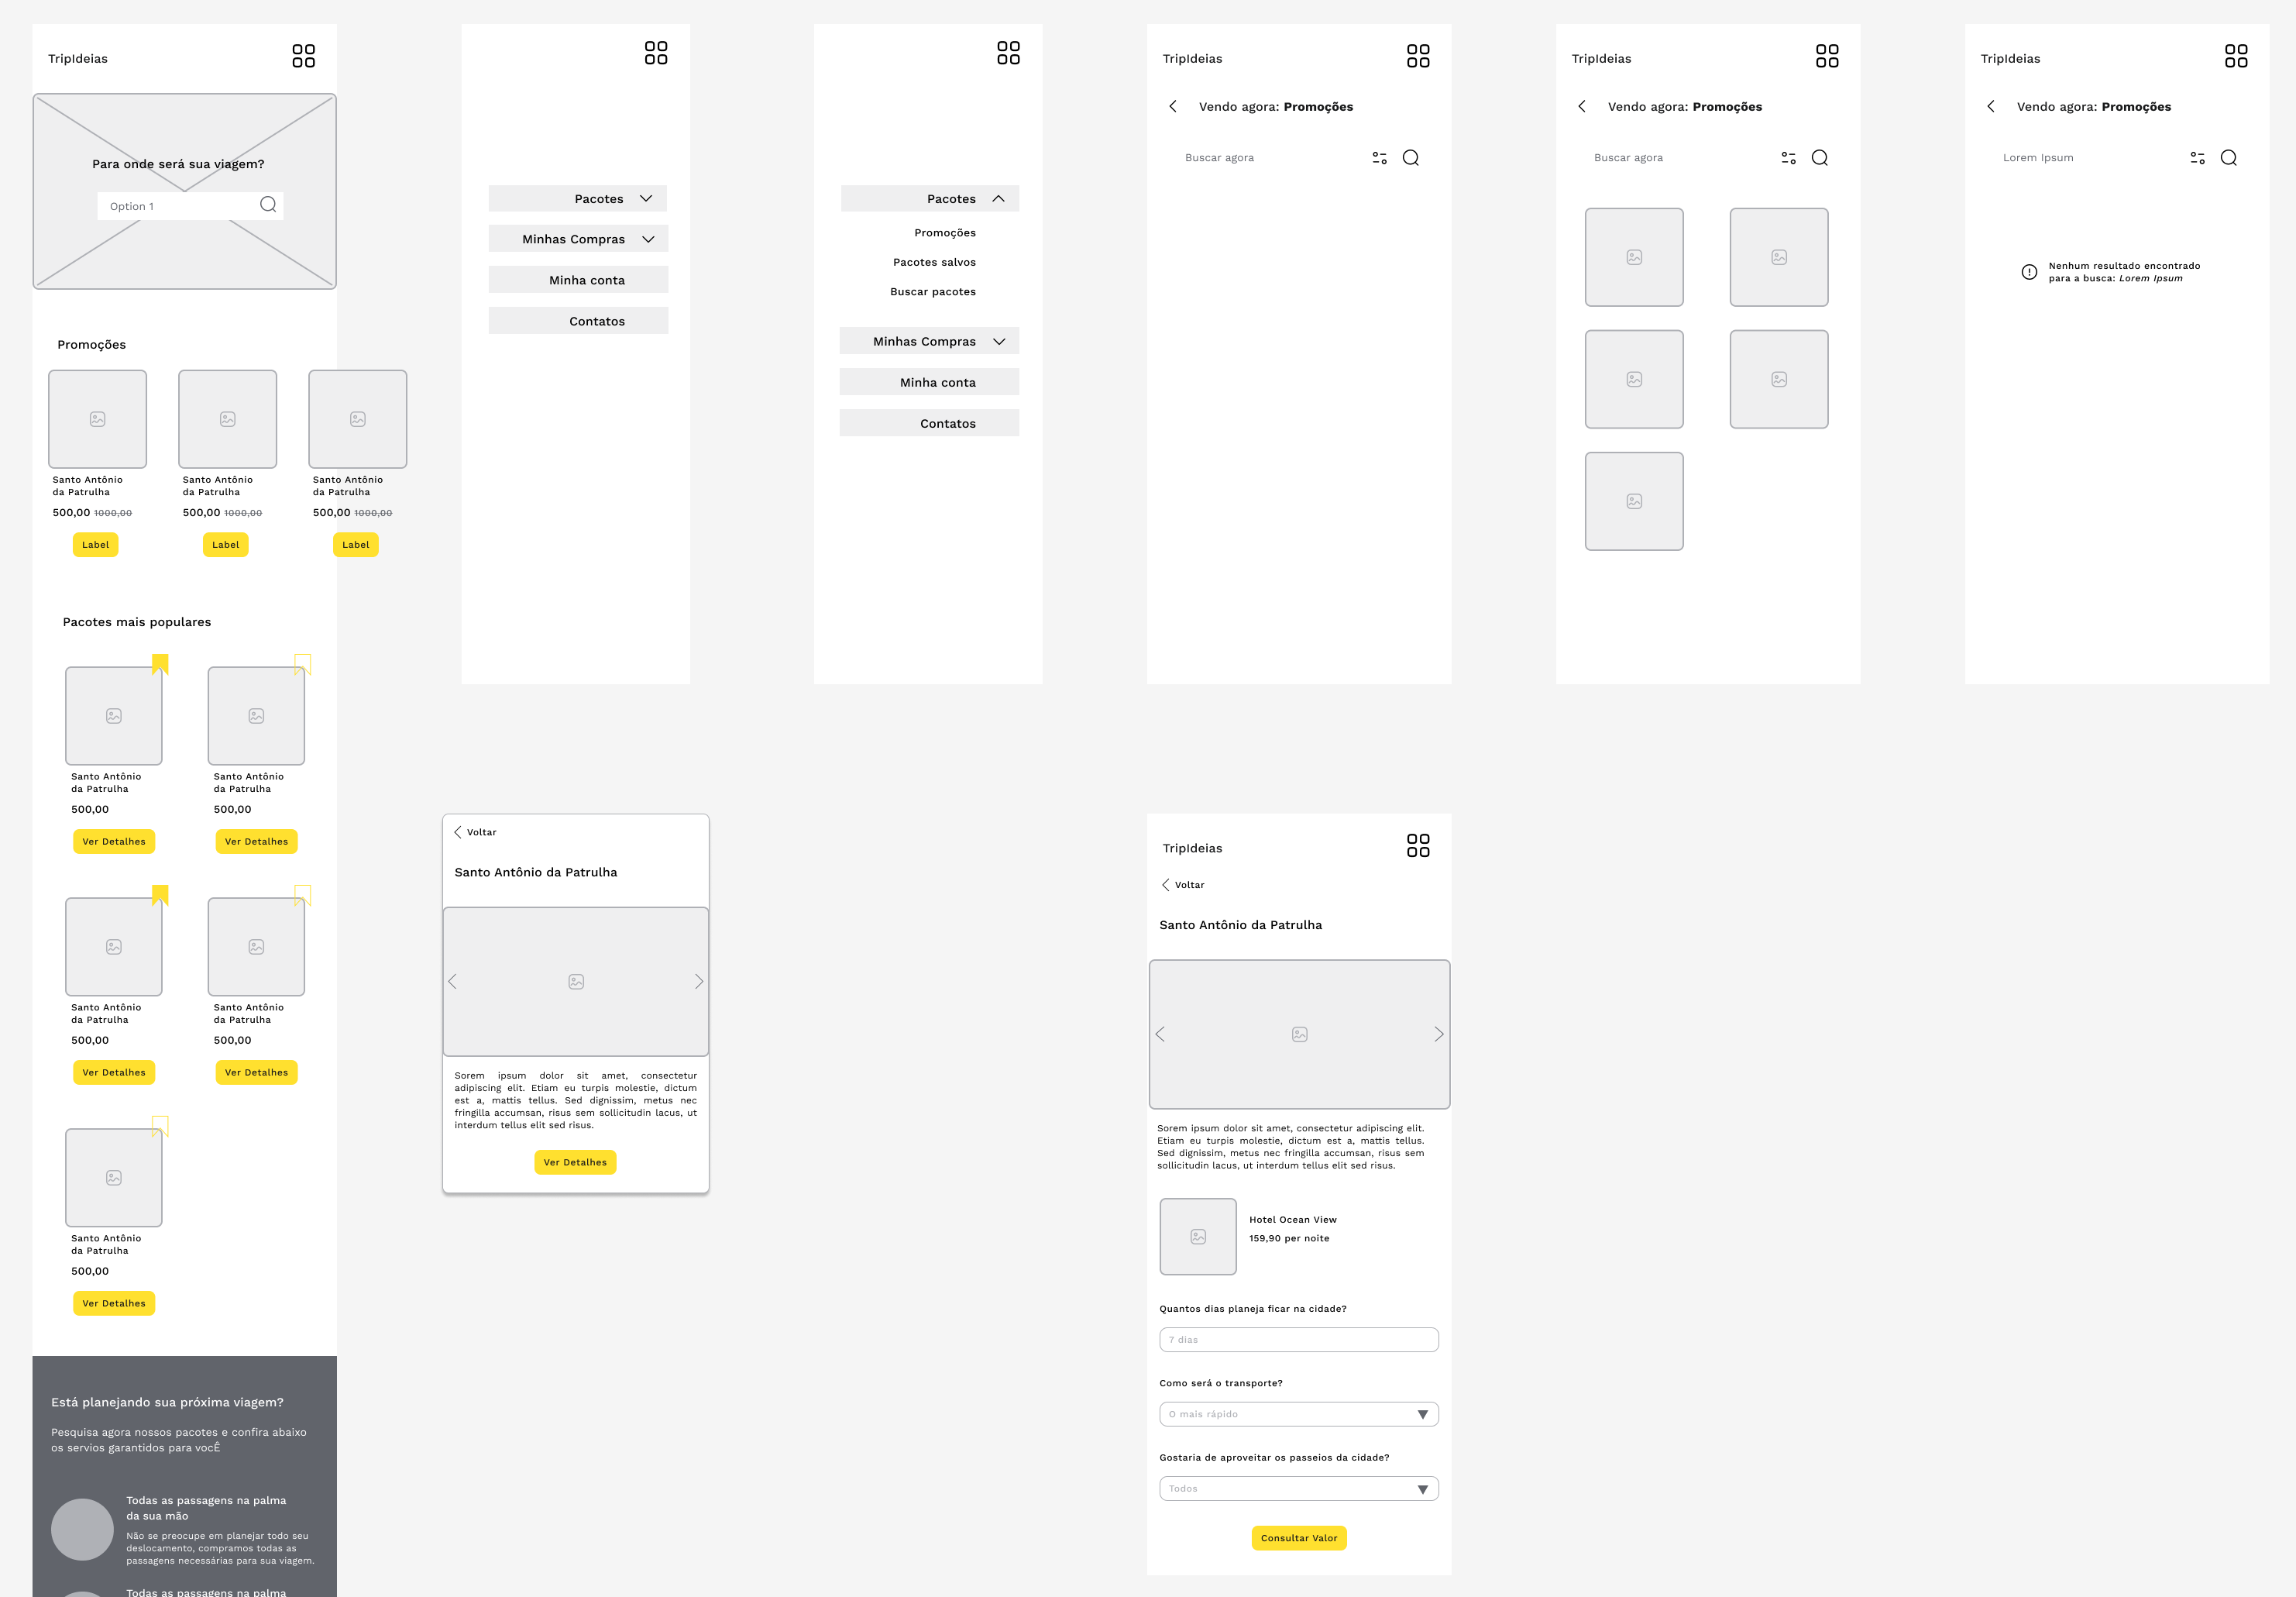 TripIdeias
Para onde será sua viagem?
Option 1
Promoções
Santo Antônio
da Patrulha
500,00 1000,00
Label
Santo Antônio
da Patrulha
500,00 1000,00
Label
Santo Antônio
da Patrulha
500,00 1000,00
Label
Pacotes mais populares
Santo Antônio
da Patrulha
500,00
Ver Detalhes
Santo Antônio
da Patrulha
500,00
Ver Detalhes
Santo Antônio
da Patrulha
500,00
Ver Detalhes
Santo Antônio
da Patrulha
500,00
Ver Detalhes
Santo Antônio
da Patrulha
500,00
Ver Detalhes
Está planejando sua próxima viagem?
Pesquisa agora nossos pacotes e confira abaixo
os servios garantidos para vocÊ
Todas as passagens na palma
da sua mão
Não se preocupe em planejar todo seu
deslocamento, compramos todas as
passagens necessárias para sua viagem.
Todas as passagens na palma
Pacotes
Minhas Compras
Minha conta
Contatos
Pacotes
Promoções
Pacotes salvos
Buscar pacotes
Minhas Compras
Minha conta
Contatos
TripIdeias
Vendo agora: Promoções
Buscar agora
TripIdeias
Vendo agora: Promoções
Buscar agora
TripIdeias
Vendo agora: Promoções
Lorem Ipsum
Nenhum resultado encontrado
para a busca: Lorem Ipsum
Voltar
Santo Antônio da Patrulha
Sorem ipsum dolor sit amet, consectetur
adipiscing elit. Etiam eu turpis molestie, dictum
est a, mattis tellus. Sed dignissim, metus nec
fringilla accumsan, risus sem sollicitudin lacus, ut
interdum tellus elit sed risus.
Ver Detalhes
TripIdeias
Voltar
Santo Antônio da Patrulha
Sorem ipsum dolor sit amet, consectetur adipiscing elit.
Etiam eu turpis molestie, dictum est a, mattis tellus.
Sed dignissim, metus nec fringilla accumsan, risus sem
sollicitudin lacus, ut interdum tellus elit sed risus.
Hotel Ocean View
159,90 per noite
Quantos dias planeja ficar na cidade?
7 dias
Como será o transporte?
O mais rápido
Gostaria de aproveitar os passeios da cidade?
Todos
Consultar Valor